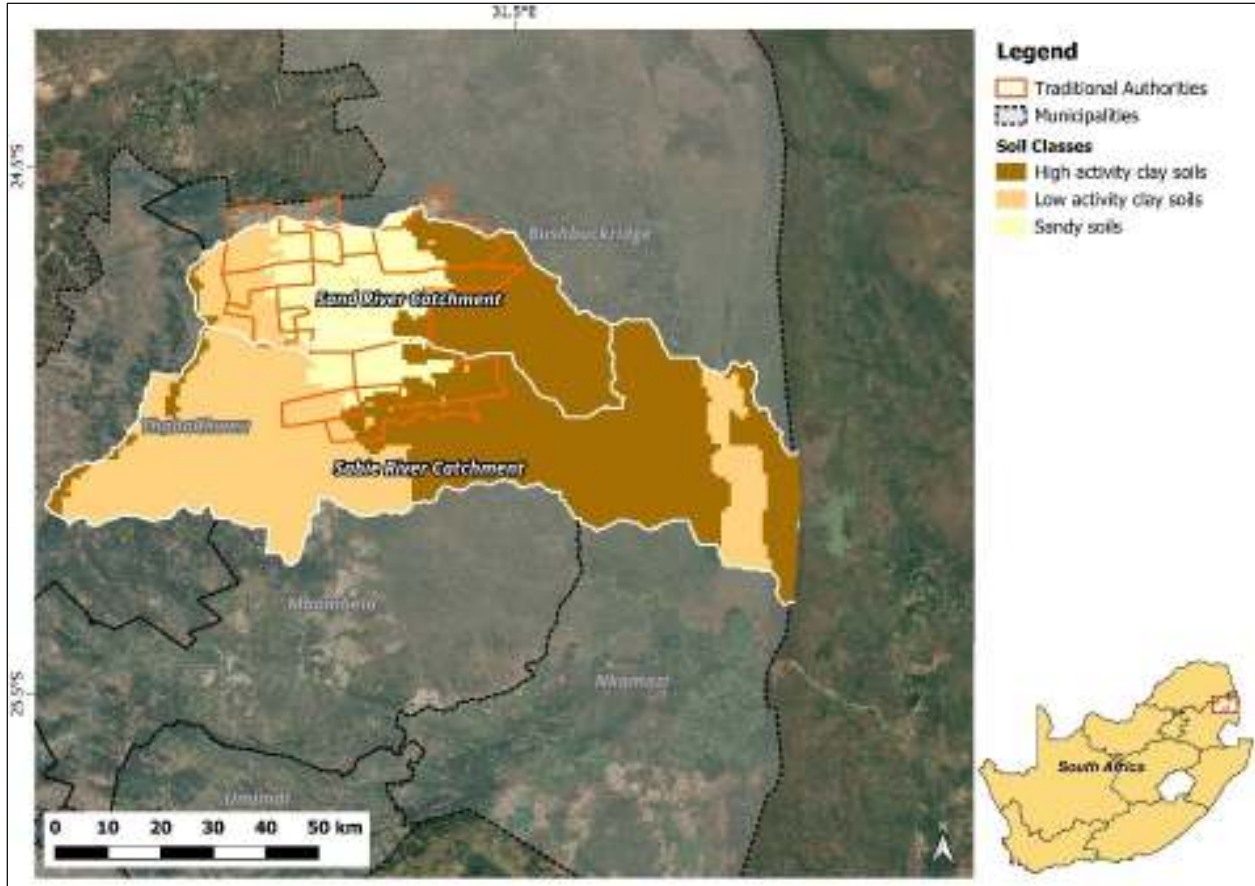 31.5°E
24.5°S
25.5°S
Bushbuckridge
Sand River Catchment
Thaba Chweu
Sabie River Catchment
Mbombela
Nkomazi
Umjindi
0 10 20 30 40 50 km
N
Legend
Traditional Authorities
Municipalities
Soil Classes
High activity clay soils
Low activity clay soils
Sandy soils
South Africa